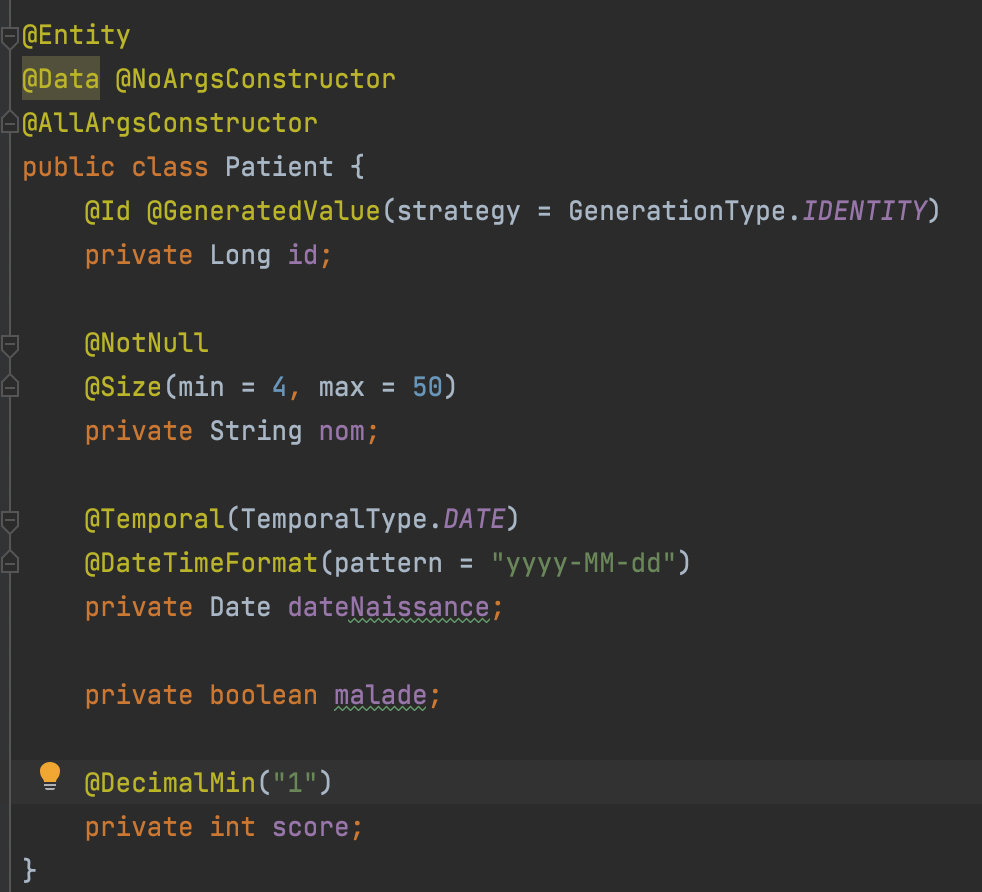 @Entity
@Data @NoArgsConstructor
@AllArgsConstructor
public class Patient {
    @Id @GeneratedValue(strategy = GenerationType.IDENTITY)
    private Long id;

    @NotNull
    @Size(min = 4, max = 50)
    private String nom;

    @Temporal(TemporalType.DATE)
    @DateTimeFormat(pattern = "yyyy-MM-dd")
    private Date dateNaissance;

    private boolean malade;

    @DecimalMin("1")
    private int score;
}